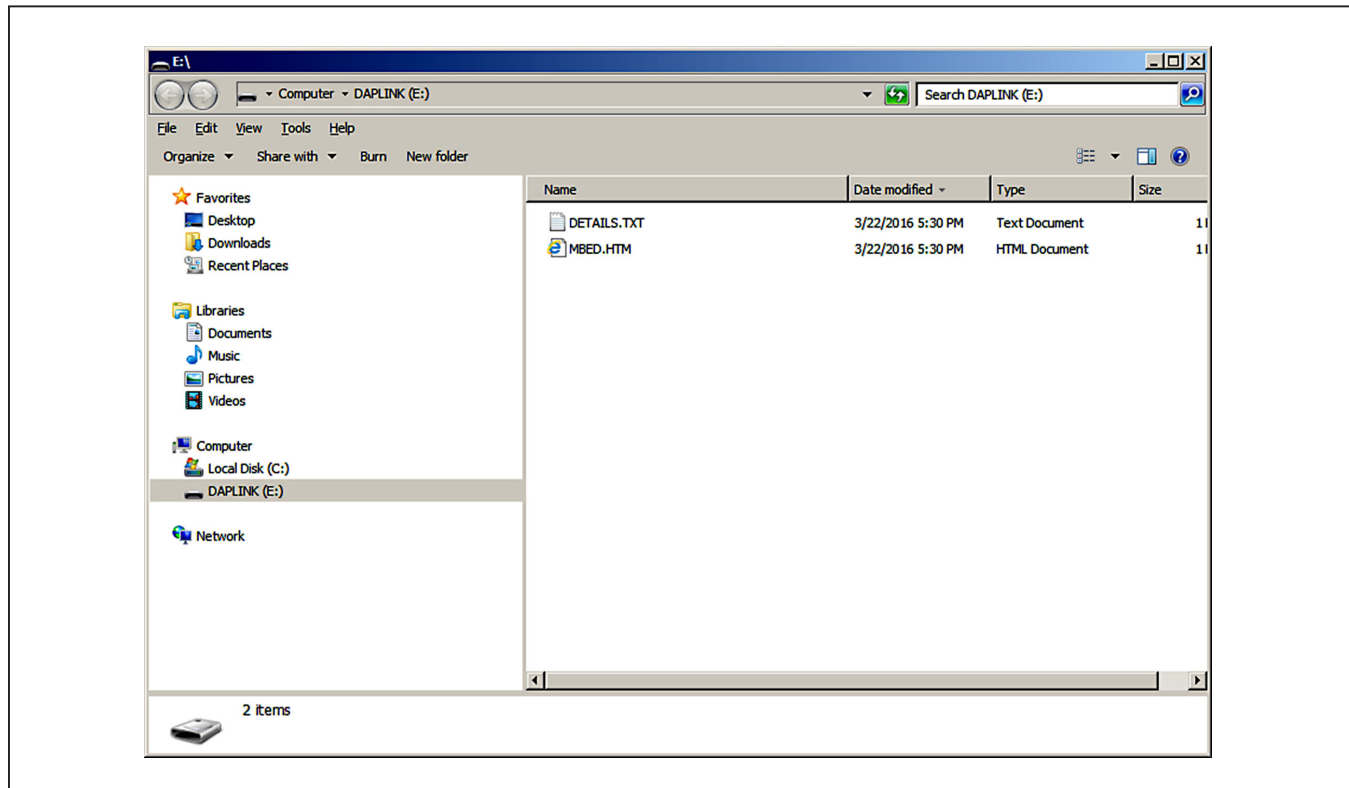 E:\
Computer DAPLINK (E:)
Search DAPLINK (E:)
File Edit View Tools Help
Organize Share with Burn New folder
Favorites
Desktop
Downloads
Recent Places
Libraries
Documents
Music
Pictures
Videos
Computer
Local Disk (C:)
DAPLINK (E:)
Network
Name Date modified Type Size
DETAILS.TXT 3/22/2016 5:30 PM Text Document 1
MBED.HTM 3/22/2016 5:30 PM HTML Document 1
2 items